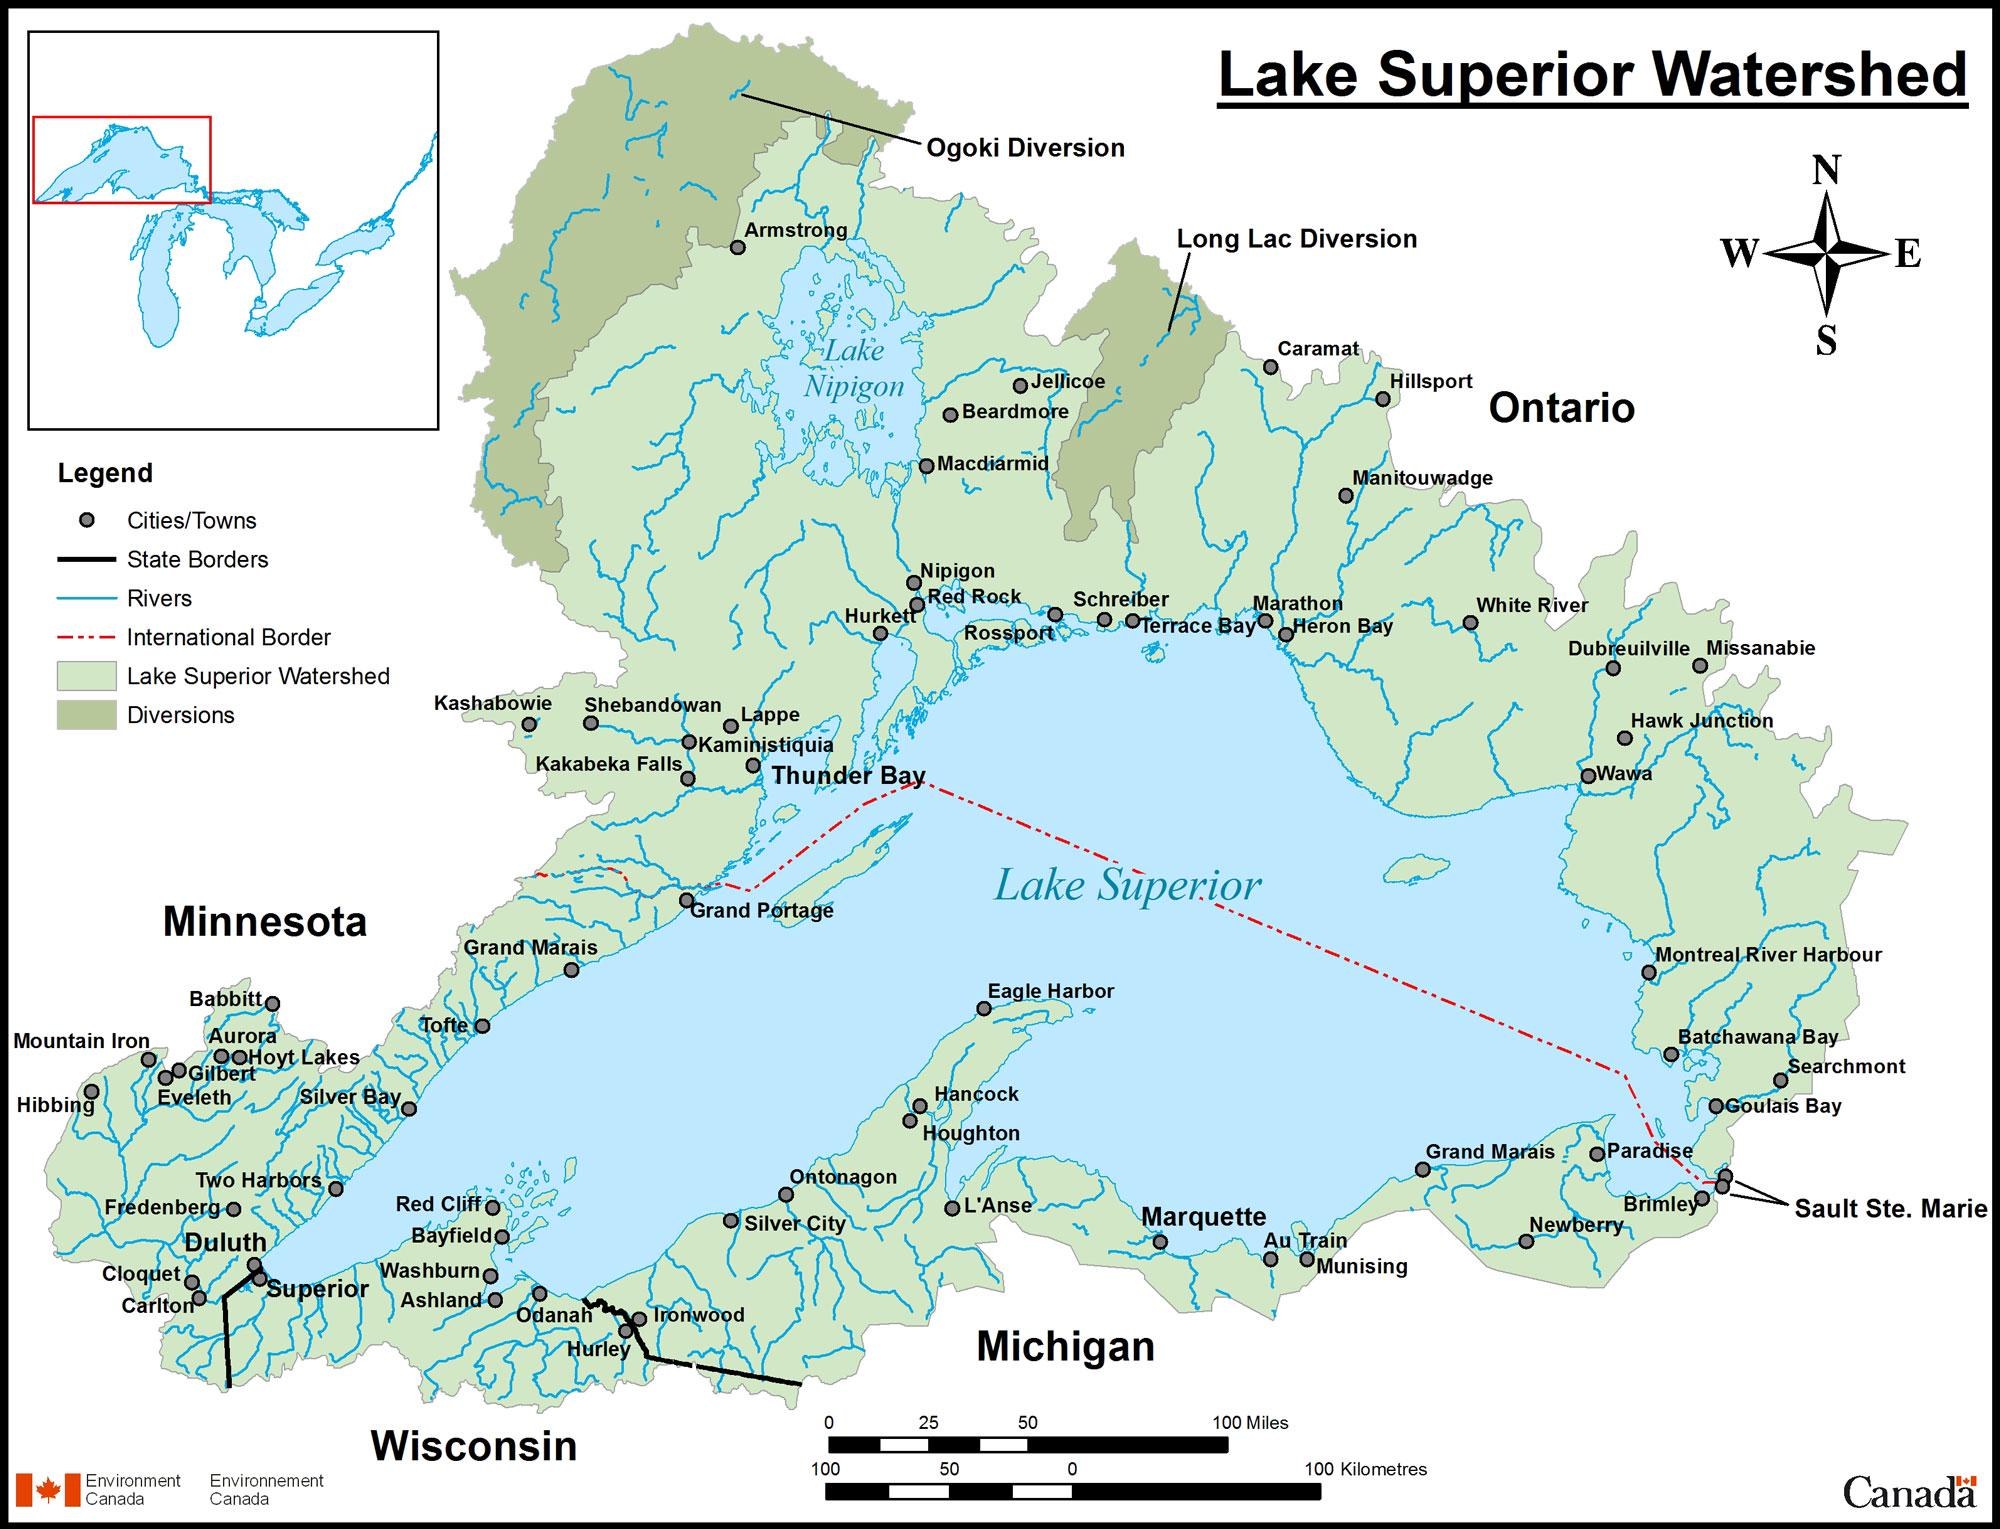 Lake Superior Watershed
N
W
E
S
Ogoki Diversion
Long Lac Diversion
Armstrong
Lake
Nipigon
Caramat
Hillsport
Jellicoe
Beardmore
Ontario
Macdiarmid
Manitouwadge
Legend
Cities/Towns
State Borders
Rivers
International Border
Lake Superior Watershed
Diversions
Nipigon
Red Rock
Hurkett
Rossport
Schreiber
Terrace Bay
Marathon
Heron Bay
White River
Dubreuilville
Missanabie
Hawk Junction
Wawa
Kashabowie
Shebandowan
Lappe
Kaministiquia
Kakabeka Falls
Thunder Bay
Lake Superior
Grand Portage
Minnesota
Grand Marais
Montreal River Harbour
Babbitt
Tofte
Eagle Harbor
Mountain Iron
Aurora
Hoyt Lakes
Gilbert
Eveleth
Hibbing
Silver Bay
Batchawana Bay
Searchmont
Goulais Bay
Hancock
Houghton
Grand Marais
Paradise
Two Harbors
Fredenberg
Ontonagon
Silver City
L'Anse
Red Cliff
Bayfield
Brimley
Sault Ste. Marie
Newberry
Marquette
Au Train
Munising
Duluth
Cloquet
Superior
Carlton
Washburn
Ashland
Odanah
Ironwood
Hurley
Michigan
Wisconsin
0 25 50 100 Miles
100 50 0 100 Kilometres
Environment Environnement
Canada Canada
Canada